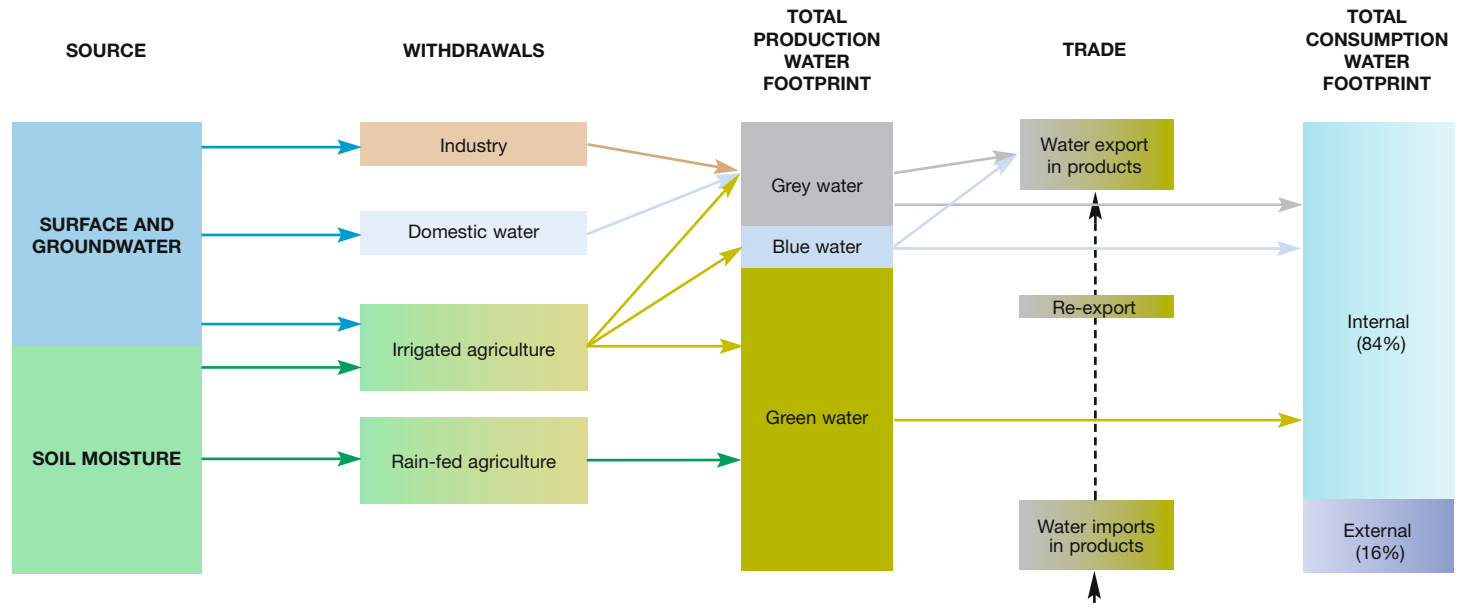 SOURCE
WITHDRAWALS
TOTAL
PRODUCTION
WATER
FOOTPRINT
TRADE
TOTAL
CONSUMPTION
WATER
FOOTPRINT
SURFACE AND
GROUNDWATER
SOIL MOISTURE
Industry
Domestic water
Irrigated agriculture
Rain-fed agriculture
Grey water
Blue water
Green water
Water export
in products
Re-export
Water imports
in products
Internal
(84%)
External
(16%)